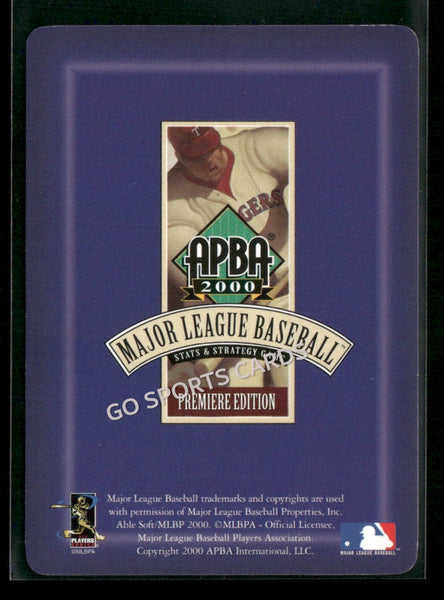 T
GERS
APBA®
2000
MAJOR LEAGUE BASEBALL™
STATS & STRATEGY GAME
GO SPORTS CARDS
PREMIERE EDITION
Major League Baseball trademarks and copyrights are used
with permission of Major League Baseball Properties, Inc.
Able Soft/MLBP 2000. ©MLBPA - Official Licensee,
Major League Baseball Players Association.
Copyright 2000 APBA International, LLC.
PLAYERS
©MLBPA
MAJOR LEAGUE BASEBALL